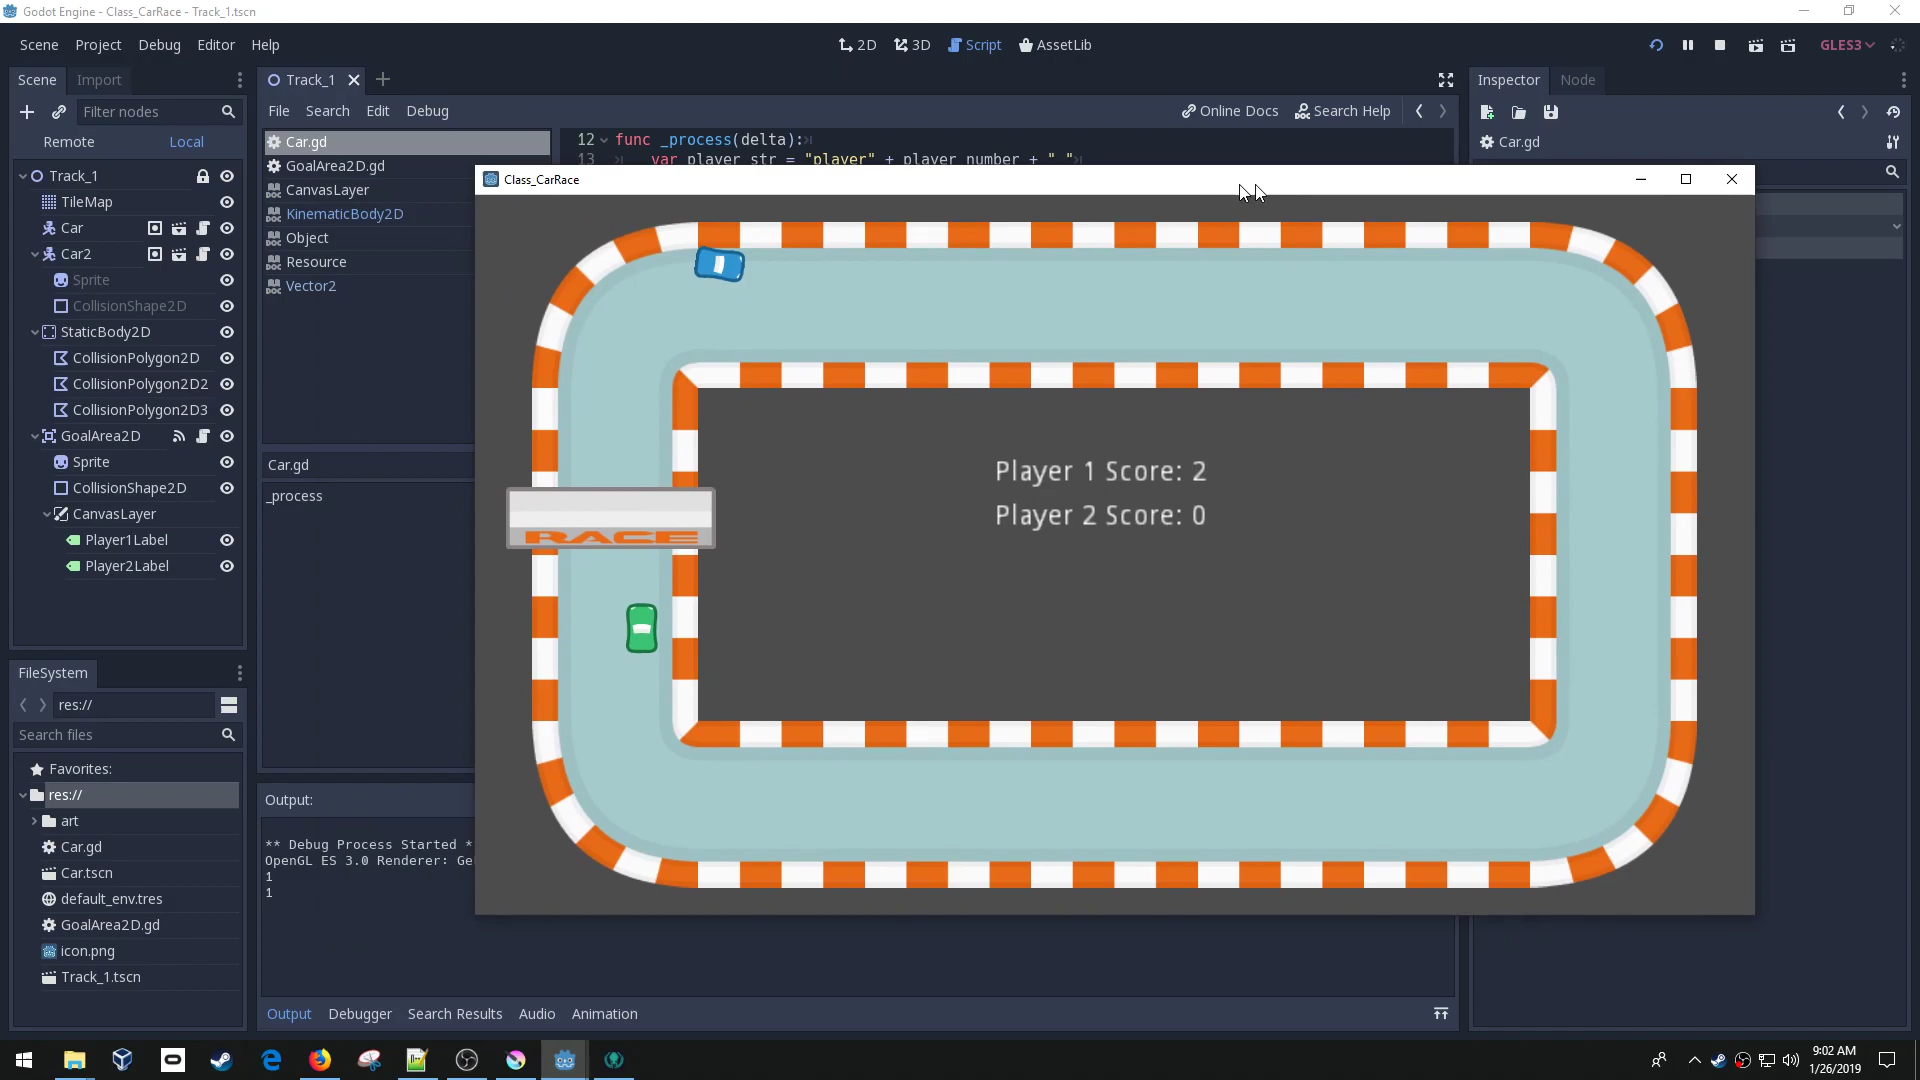 Godot Engine - Class_CarRace - Track_1.tscn
Scene Project Debug Editor Help
2D 3D Script AssetLib
GLES3
Scene Import
Track_1
Inspector Node
Filter nodes
File Search Edit Debug
Online Docs Search Help
Remote Local
Car.gd
GoalArea2D.gd
CanvasLayer
KinematicBody2D
Object
Resource
Vector2
12 func _process(delta):
13 var player_str = "player" + player_number + "_"
Car.gd
Track_1
TileMap
Car
Car2
Sprite
CollisionShape2D
StaticBody2D
CollisionPolygon2D
CollisionPolygon2D2
CollisionPolygon2D3
GoalArea2D
Sprite
CollisionShape2D
CanvasLayer
Player1Label
Player2Label
Car.gd
_process
Class_CarRace
Player 1 Score: 2
Player 2 Score: 0
RACE
FileSystem
res://
Search files
Favorites:
res://
art
Car.gd
Car.tscn
default_env.tres
GoalArea2D.gd
icon.png
Track_1.tscn
Output:
** Debug Process Started *
OpenGL ES 3.0 Renderer: Ge
1
1
Output Debugger Search Results Audio Animation
9:02 AM
1/26/2019